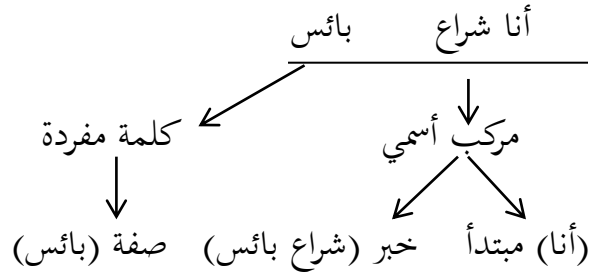 أنا شراع بائس
مركب أسمي كلمة مفردة
(أنا) مبتدأ خبر (شراع بائس) صفة (بائس)